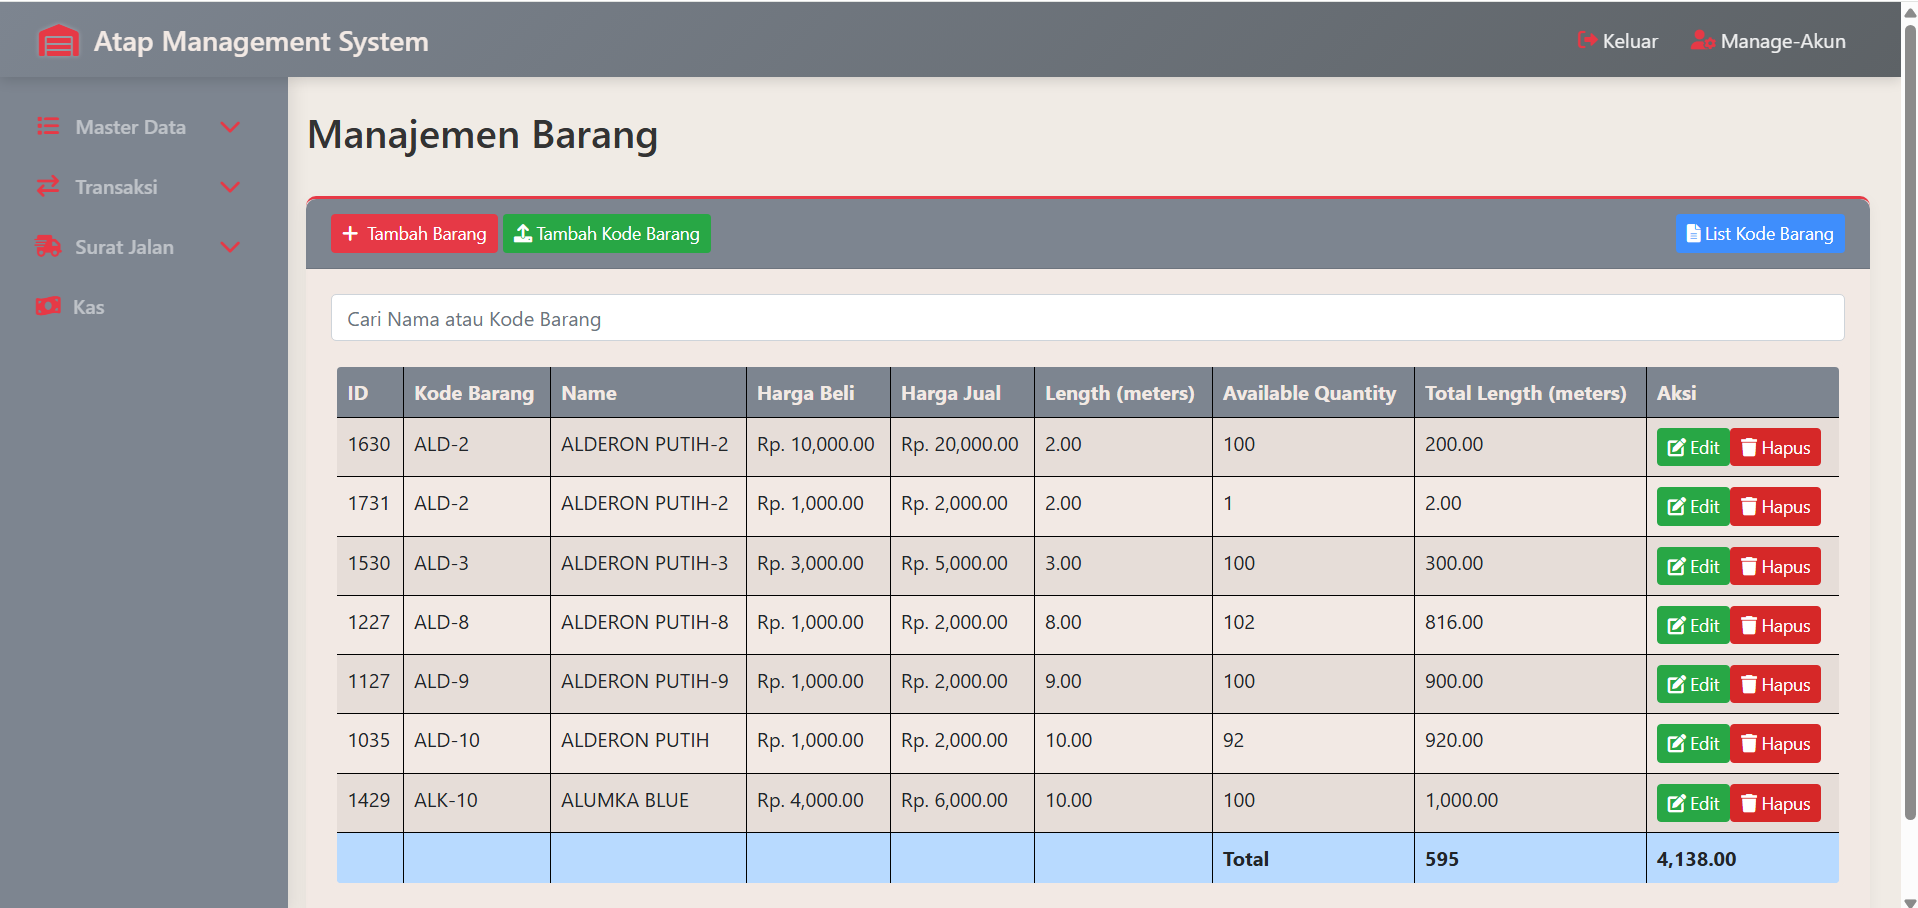 Atap Management System
Keluar
Manage-Akun
Master Data
Transaksi
Surat Jalan
Kas
Manajemen Barang
Tambah Barang
Tambah Kode Barang
List Kode Barang
Cari Nama atau Kode Barang
ID Kode Barang Name Harga Beli Harga Jual Length (meters) Available Quantity Total Length (meters) Aksi
1630 ALD-2 ALDERON PUTIH-2 Rp. 10,000.00 Rp. 20,000.00 2.00 100 200.00 Edit Hapus
1731 ALD-2 ALDERON PUTIH-2 Rp. 1,000.00 Rp. 2,000.00 2.00 1 2.00 Edit Hapus
1530 ALD-3 ALDERON PUTIH-3 Rp. 3,000.00 Rp. 5,000.00 3.00 100 300.00 Edit Hapus
1227 ALD-8 ALDERON PUTIH-8 Rp. 1,000.00 Rp. 2,000.00 8.00 102 816.00 Edit Hapus
1127 ALD-9 ALDERON PUTIH-9 Rp. 1,000.00 Rp. 2,000.00 9.00 100 900.00 Edit Hapus
1035 ALD-10 ALDERON PUTIH Rp. 1,000.00 Rp. 2,000.00 10.00 92 920.00 Edit Hapus
1429 ALK-10 ALUMKA BLUE Rp. 4,000.00 Rp. 6,000.00 10.00 100 1,000.00 Edit Hapus
Total 595 4,138.00